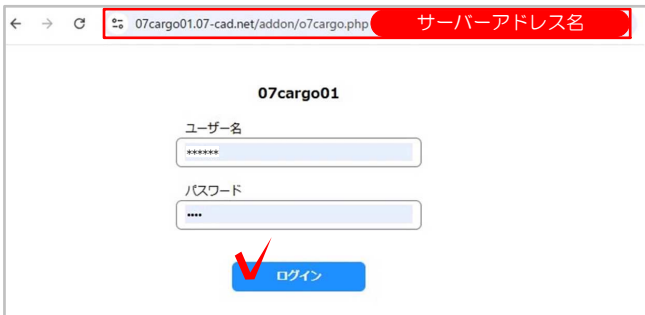 07cargo01.07-cad.net/addon/o7cargo.php
サーバーアドレス名
07cargo01
ユーザー名
******
パスワード
••••
ログイン